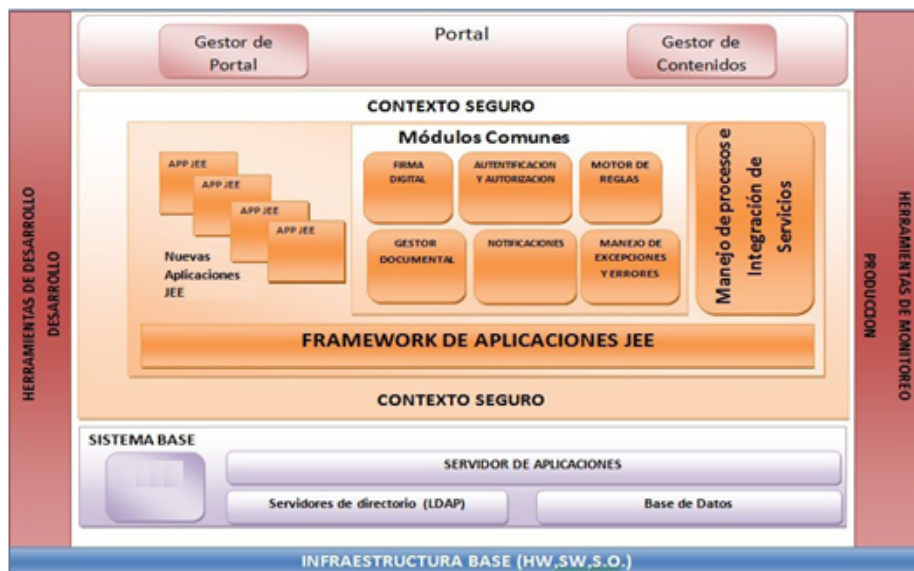 Portal
Gestor de
Portal
Gestor de
Contenidos
HERRAMIENTAS DE DESARROLLO
DESARROLLO
CONTEXTO SEGURO
APP JEE
APP JEE
APP JEE
APP JEE
Nuevas
Aplicaciones
JEE
Módulos Comunes
FIRMA
DIGITAL
AUTENTIFICACION
Y AUTORIZACION
MOTOR DE
REGLAS
GESTOR
DOCUMENTAL
NOTIFICACIONES
MANEJO DE
EXCEPCIONES
Y ERRORES
Manejo de procesos e
Integración de
Servicios
FRAMEWORK DE APLICACIONES JEE
CONTEXTO SEGURO
PRODUCCION
HERRAMIENTAS DE MONITOREO
SISTEMA BASE
SERVIDOR DE APLICACIONES
Servidores de directorio (LDAP)
Base de Datos
INFRAESTRUCTURA BASE (HW,SW,S.O.)